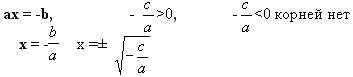 ax = -b, - c/a >0, - c/a <0 корней нет
x = - b/a x =± √(- c/a)